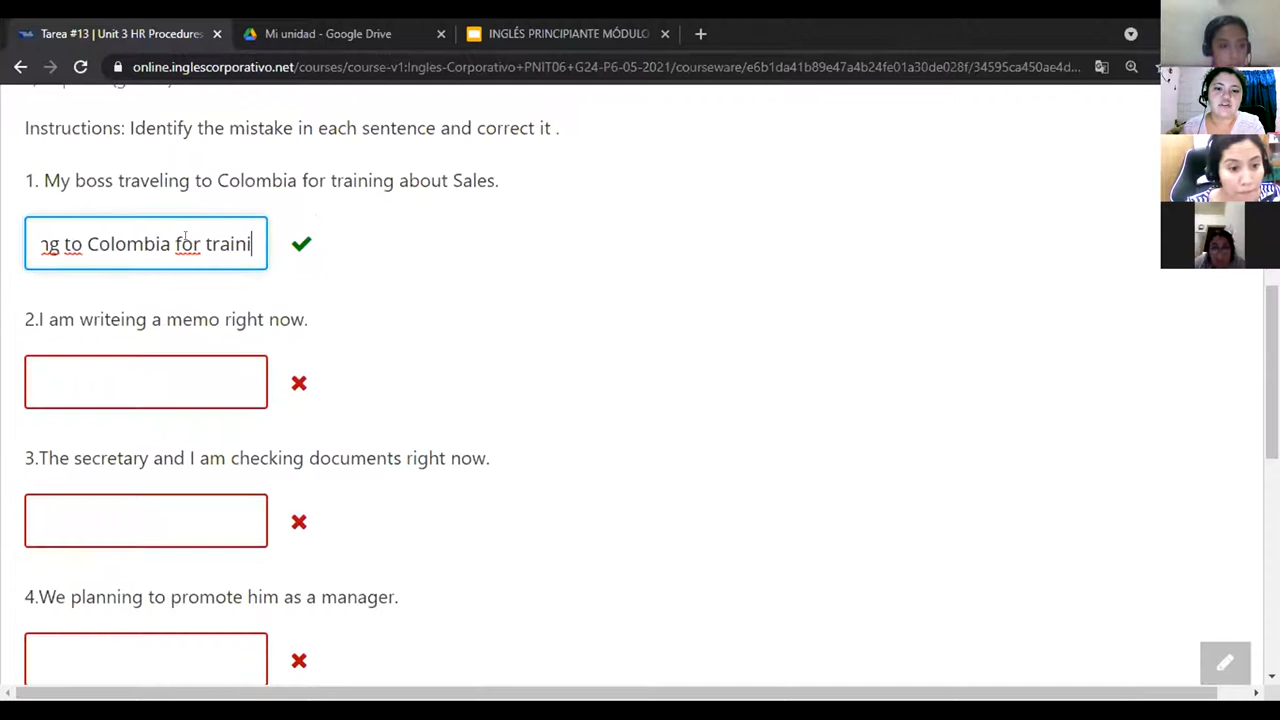 Tarea #13 | Unit 3 HR Procedures
Mi unidad - Google Drive
INGLÉS PRINCIPIANTE MÓDULO
online.inglescorporativo.net/courses/course-v1:Ingles-Corporativo+PNIT06+G24-P6-05-2021/courseware/e6b1da41b89e47a4b24fe01a30de028f/34595ca450ae4d...
Instructions: Identify the mistake in each sentence and correct it .
1. My boss traveling to Colombia for training about Sales.
ng to Colombia for traini
2.I am writeing a memo right now.
3.The secretary and I am checking documents right now.
4.We planning to promote him as a manager.